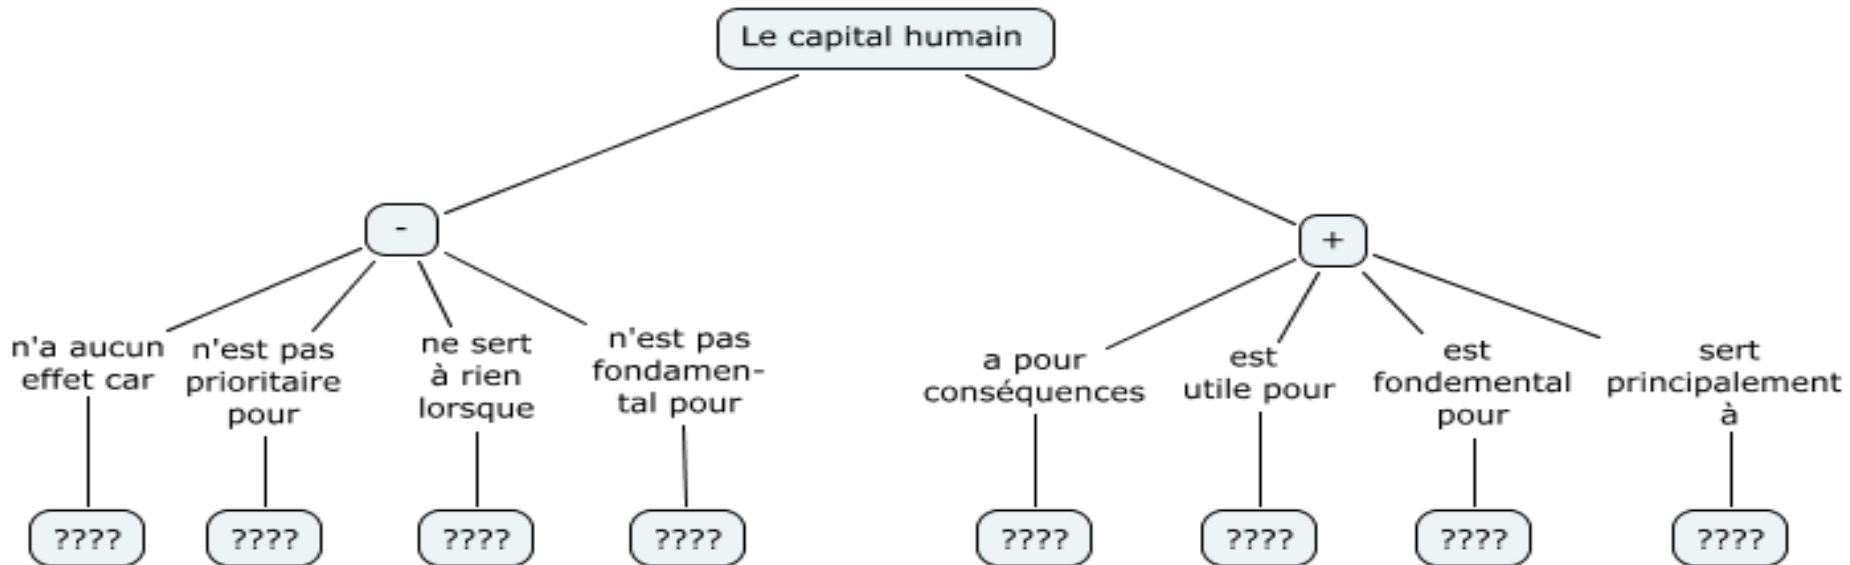 Le capital humain
-
+
n'a aucun
effet car
n'est pas
prioritaire
pour
ne sert
à rien
lorsque
n'est pas
fondamen-
tal pour
a pour
conséquences
est
utile pour
est
fondemental
pour
sert
principalement
à
????
????
????
????
????
????
????
????